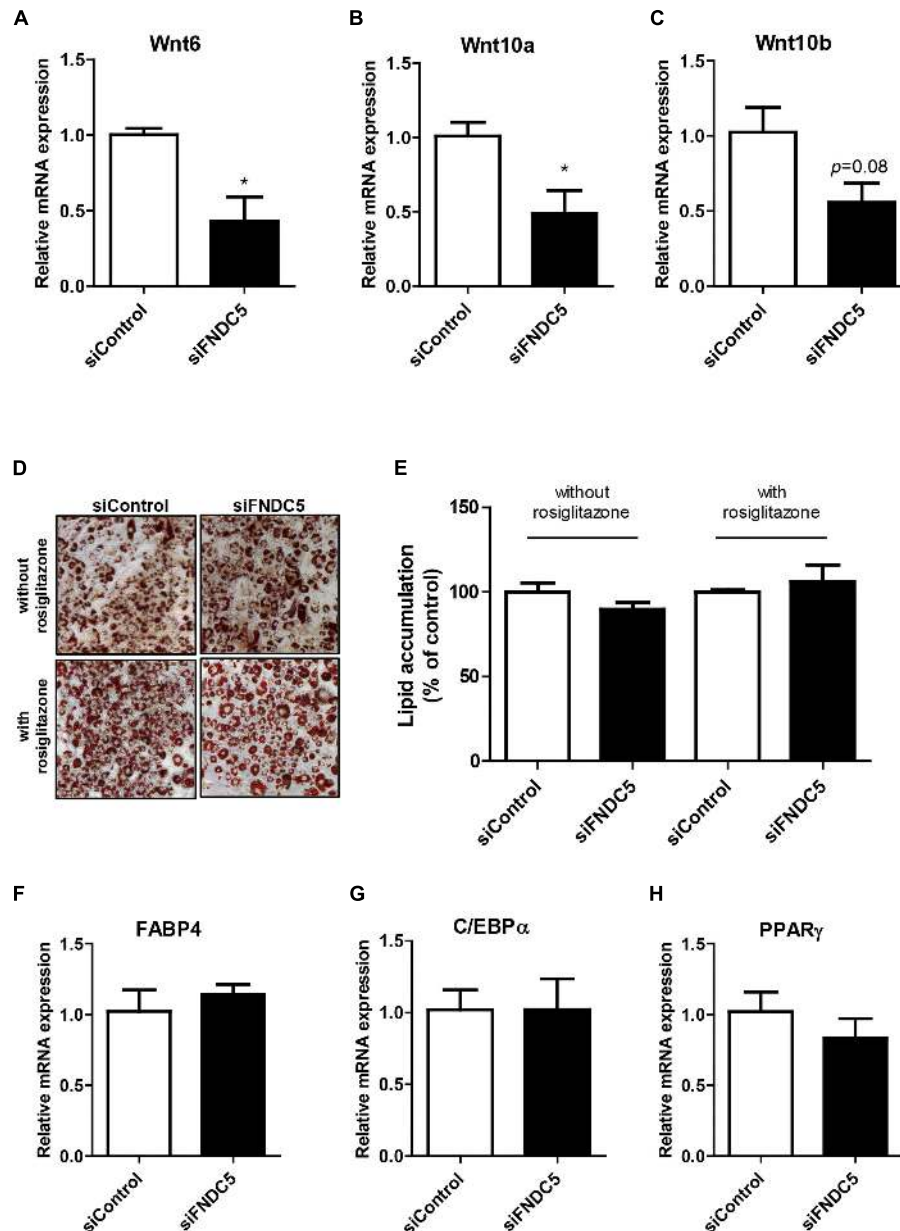 A
Wnt6
Relative mRNA expression
1.5
1.0
0.5
0.0
*
siControl
siFNDC5
B
Wnt10a
Relative mRNA expression
1.5
1.0
0.5
0.0
*
siControl
siFNDC5
C
Wnt10b
Relative mRNA expression
1.5
1.0
0.5
0.0
p=0.08
siControl
siFNDC5
D
siControl
siFNDC5
without
rosiglitazone
with
rosiglitazone
E
Lipid accumulation
(% of control)
150
100
50
0
without
rosiglitazone
with
rosiglitazone
siControl
siFNDC5
siControl
siFNDC5
F
FABP4
Relative mRNA expression
1.5
1.0
0.5
0.0
siControl
siFNDC5
G
C/EBPα
Relative mRNA expression
1.5
1.0
0.5
0.0
siControl
siFNDC5
H
PPARγ
Relative mRNA expression
1.5
1.0
0.5
0.0
siControl
siFNDC5